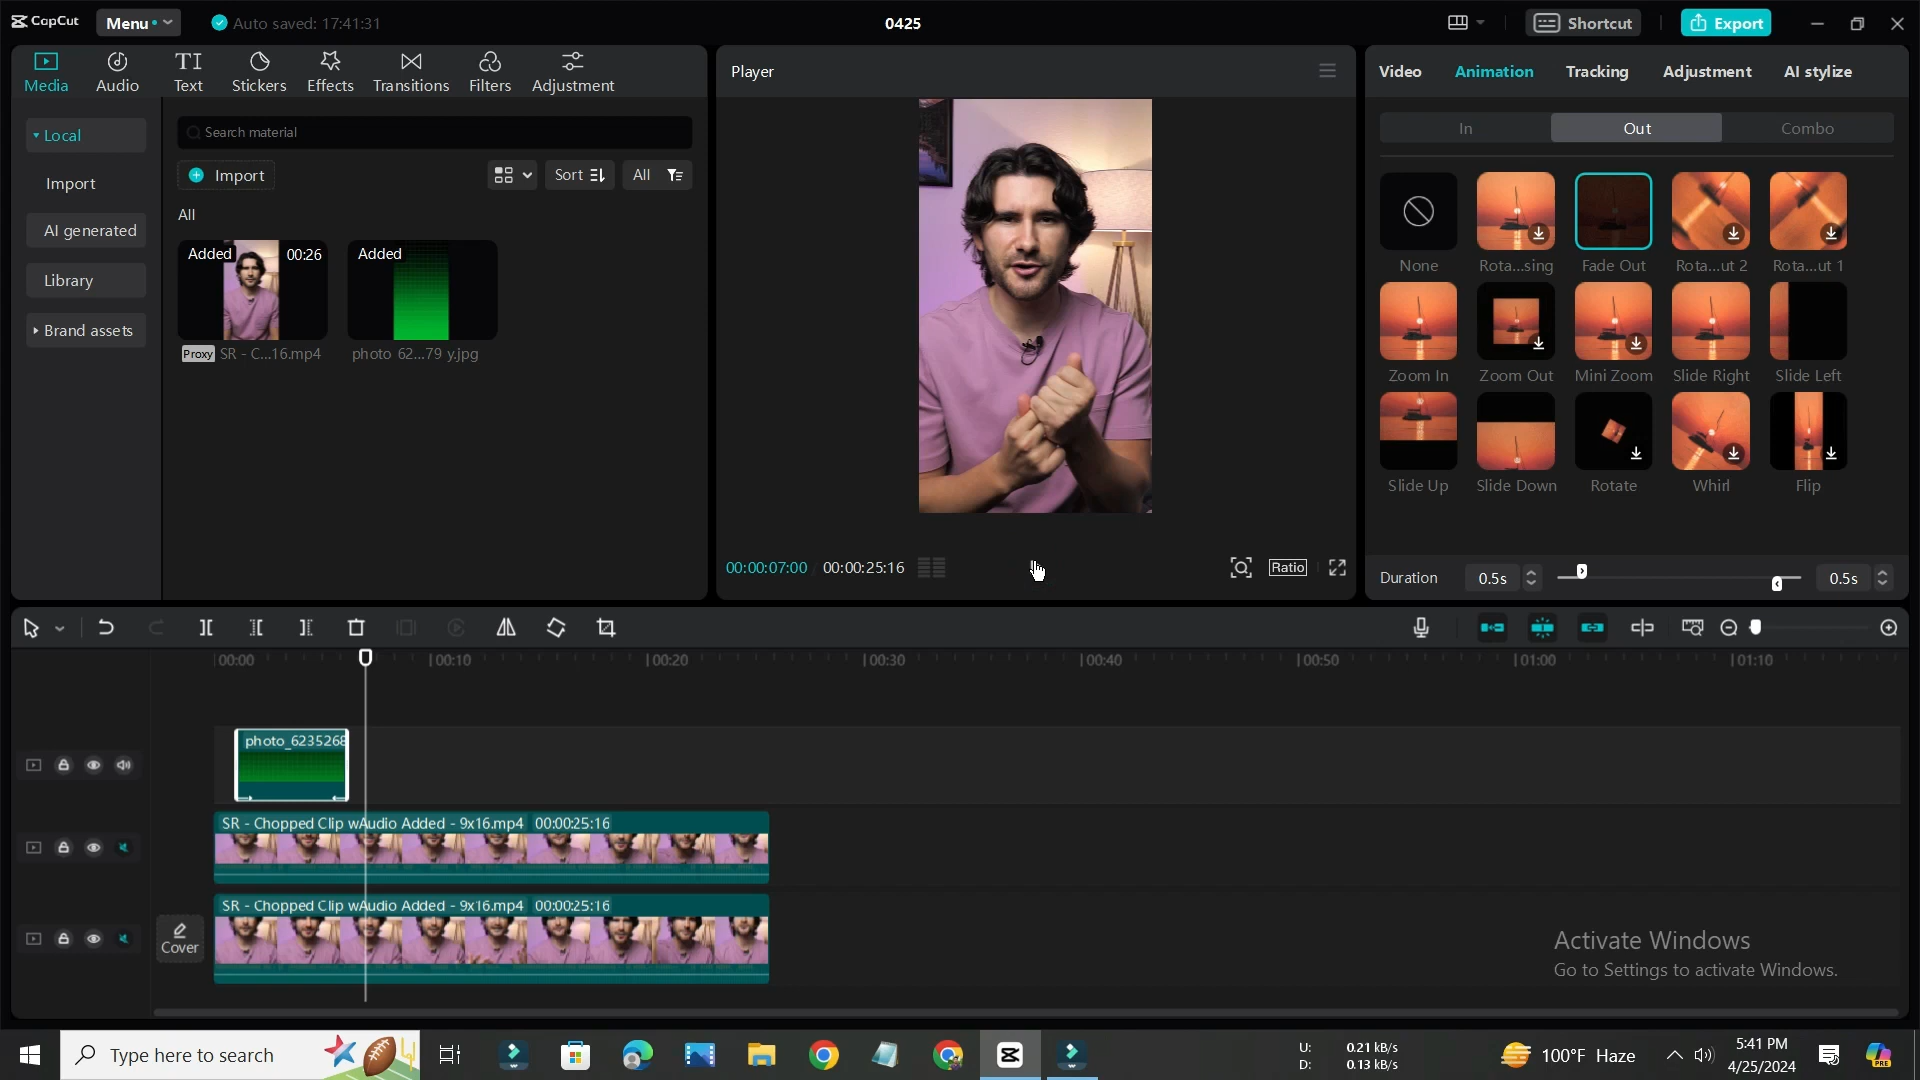 CapCut
Menu
Auto saved: 17:41:31
0425
Shortcut
Export
Media
Audio
Text
Stickers
Effects
Transitions
Filters
Adjustment
Local
Import
AI generated
Library
Brand assets
Search material
Import
Sort
All
All
Added
00:26
Proxy
SR - C...16.mp4
Added
photo 62...79 y.jpg
Player
00:00:07:00
00:00:25:16
Ratio
Video
Animation
Tracking
Adjustment
AI stylize
In
Out
Combo
None
Rota...sing
Fade Out
Rota...ut 2
Rota...ut 1
Zoom In
Zoom Out
Mini Zoom
Slide Right
Slide Left
Slide Up
Slide Down
Rotate
Whirl
Flip
Duration
0.5s
0.5s
00:00
00:10
00:20
00:30
00:40
00:50
01:00
01:10
photo_6235268
SR - Chopped Clip wAudio Added - 9x16.mp4 00:00:25:16
Cover
SR - Chopped Clip wAudio Added - 9x16.mp4 00:00:25:16
Activate Windows
Go to Settings to activate Windows.
Type here to search
U: 0.21 kB/s
D: 0.13 kB/s
100°F Haze
5:41 PM
4/25/2024
PRE